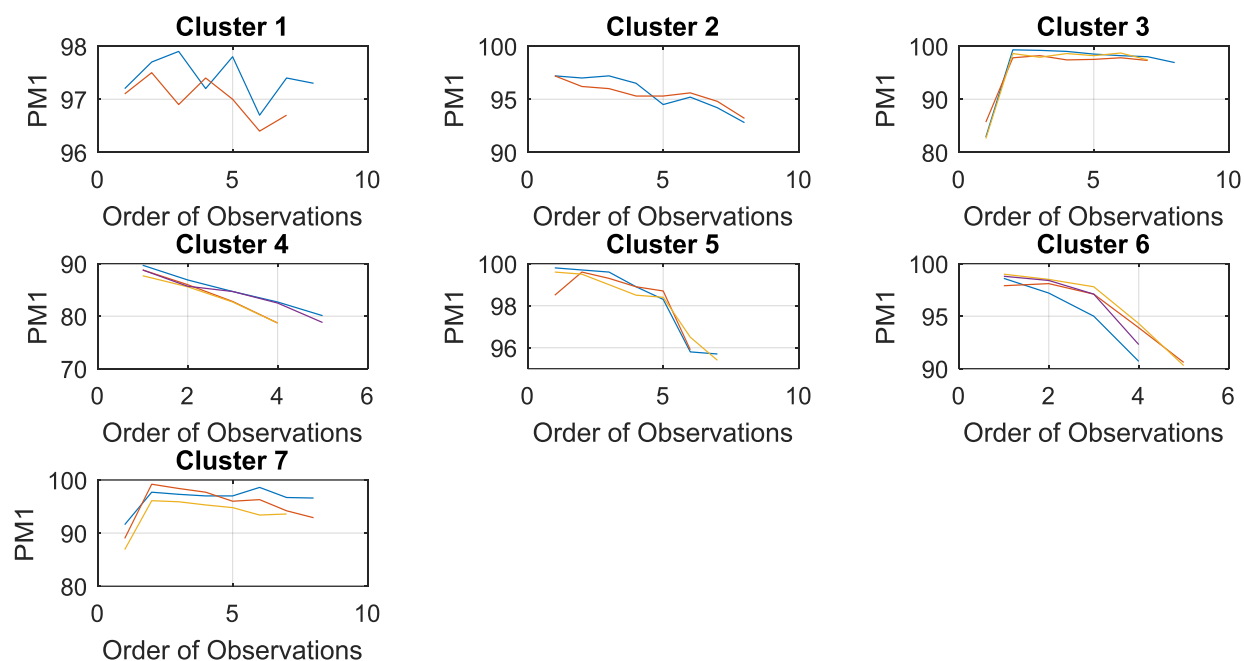 Cluster 1
98
97
96
PM1
0 5 10
Order of Observations
Cluster 2
100
95
90
PM1
0 5 10
Order of Observations
Cluster 3
100
90
80
PM1
0 5 10
Order of Observations
Cluster 4
90
80
70
PM1
0 2 4 6
Order of Observations
Cluster 5
100
98
96
PM1
0 5 10
Order of Observations
Cluster 6
100
95
90
PM1
0 2 4 6
Order of Observations
Cluster 7
100
90
80
PM1
0 5 10
Order of Observations